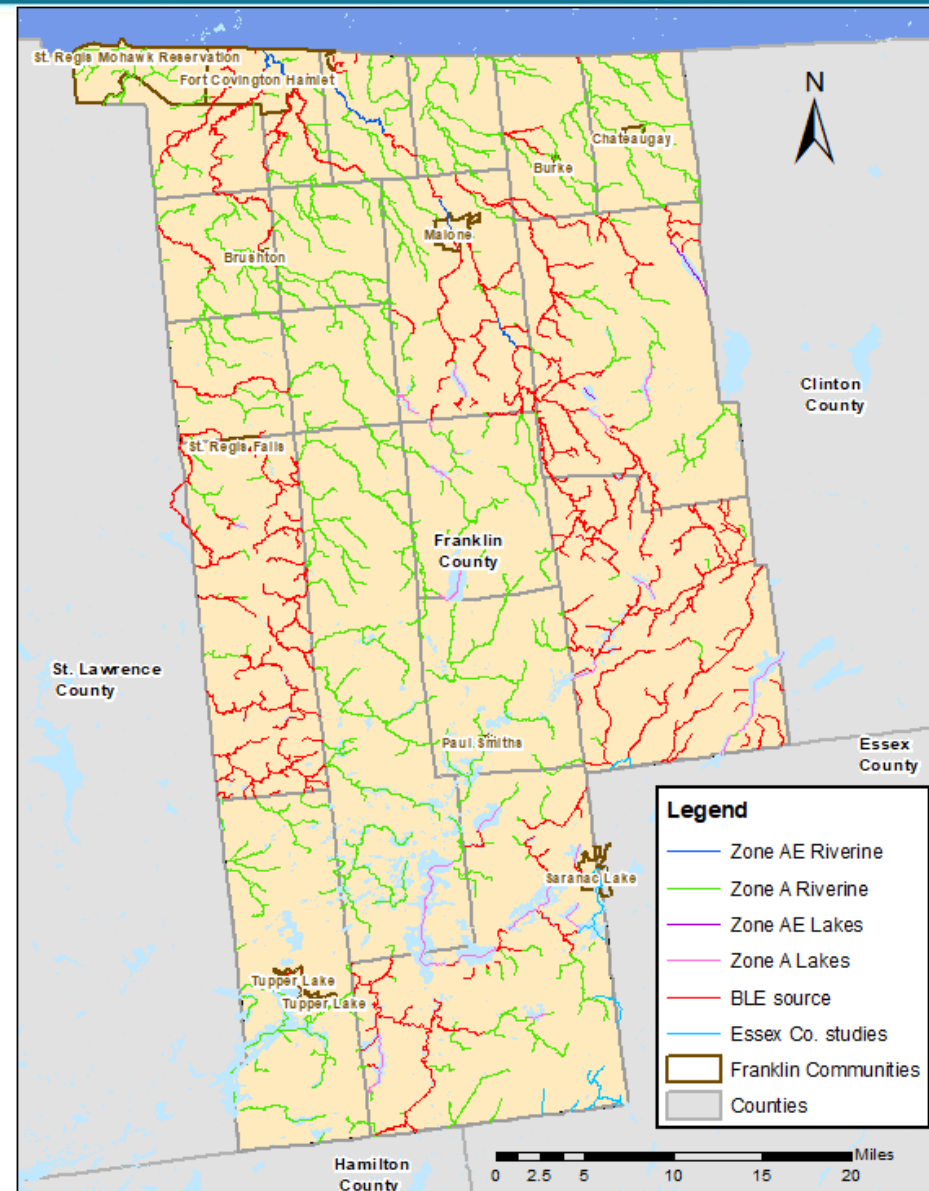 St. Regis Mohawk Reservation
Fort Covington Hamlet
N
Chateaugay
Burke
Malone
Brushton
Clinton
County
St. Regis Falls
Franklin
County
St. Lawrence
County
Paul Smiths
Essex
County
Saranac Lake
Tupper Lake
Tupper Lake
Hamilton
County
Legend
Zone AE Riverine
Zone A Riverine
Zone AE Lakes
Zone A Lakes
BLE source
Essex Co. studies
Franklin Communities
Counties
Miles
0 2.5 5 10 15 20